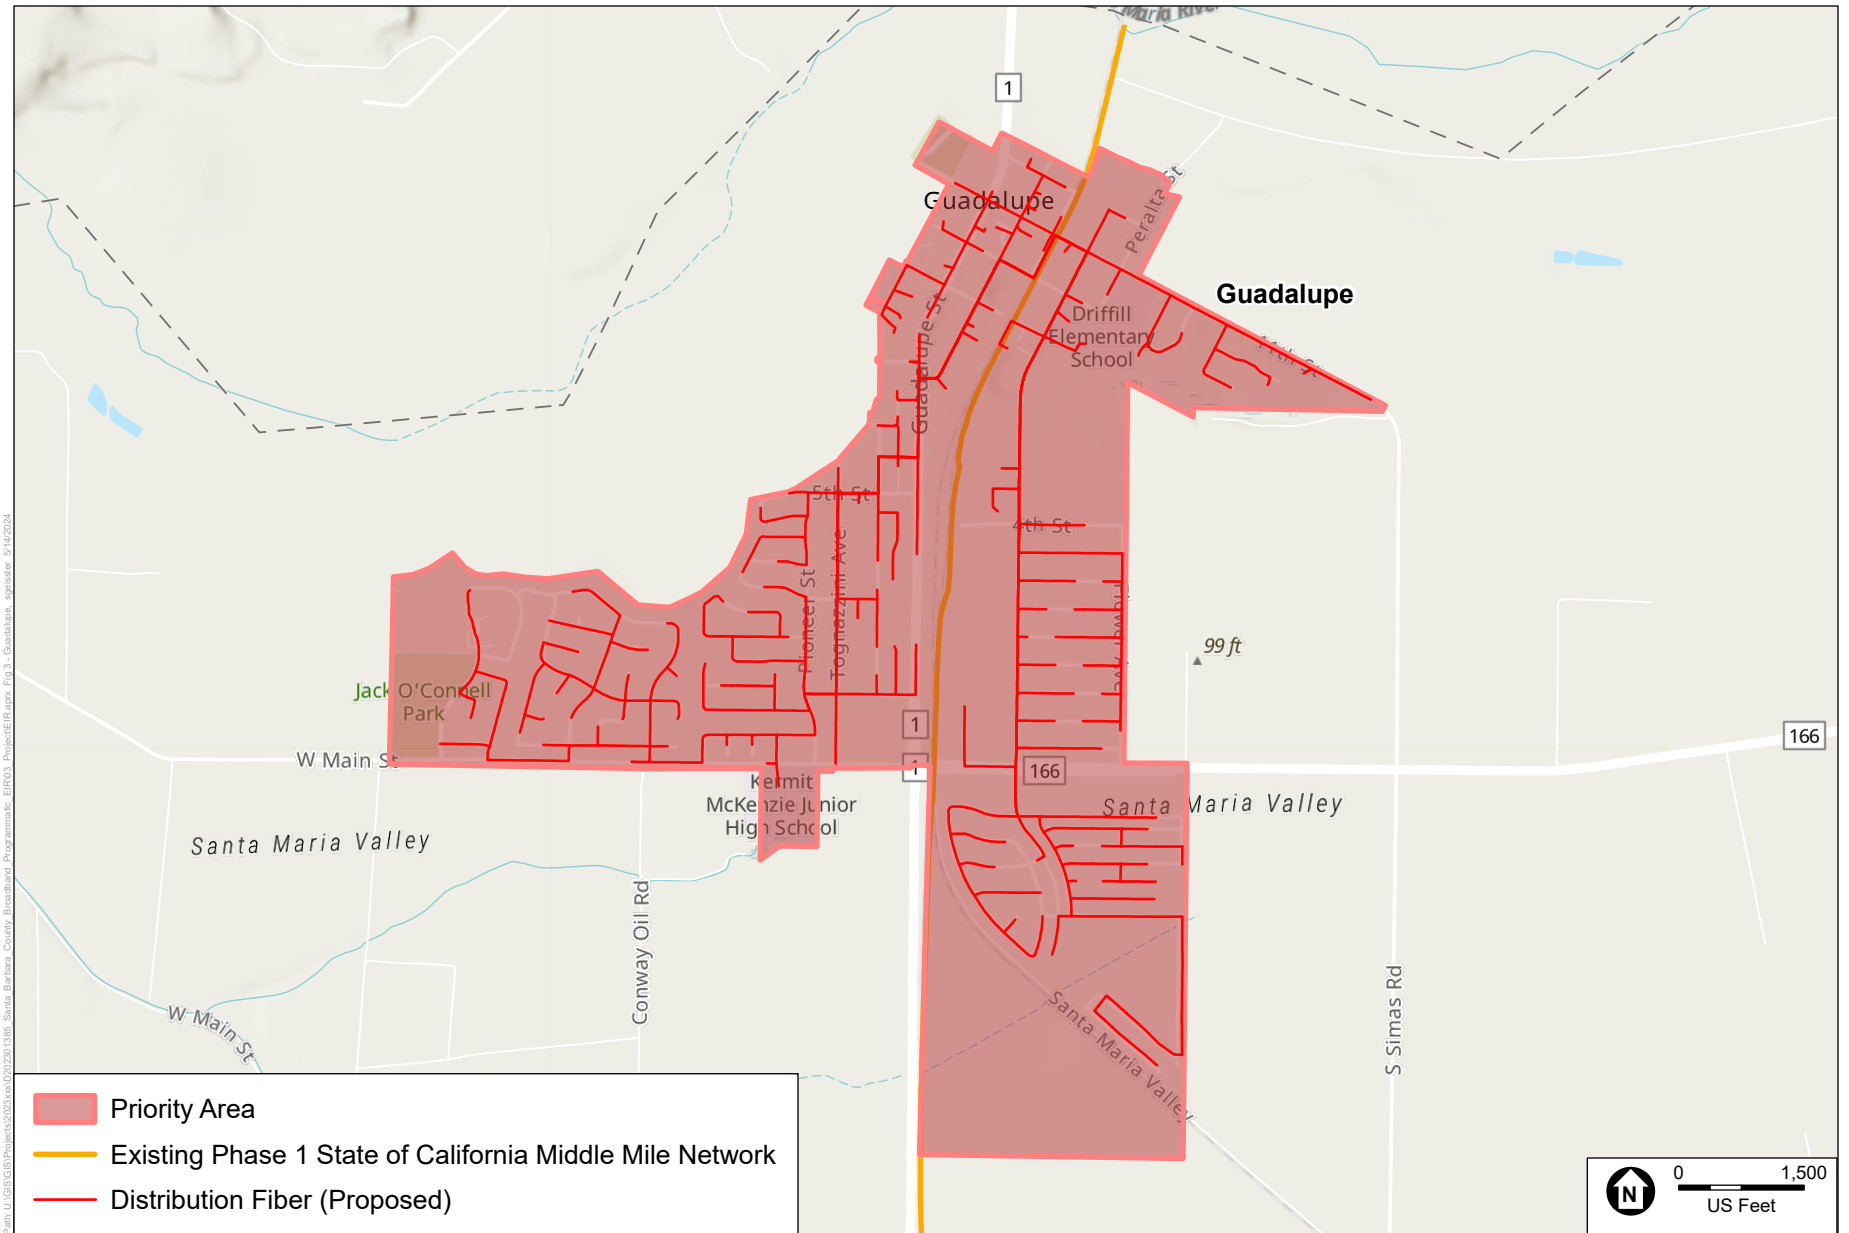 Maria River
1
Guadalupe
Peralta St
Guadalupe
Driffill
Elementary
School
11th St
Guadalupe St
5th St
4th St
Pioneer St
Tognazzini Ave
99 ft
Jack O'Connell
Park
W Main St
1
1
166
166
Kermit
McKenzie Junior
High School
Santa Maria Valley
Santa Maria Valley
Conway Oil Rd
S Simas Rd
W Main St
Santa Maria Valley
Priority Area
Existing Phase 1 State of California Middle Mile Network
Distribution Fiber (Proposed)
N
0 1,500
US Feet